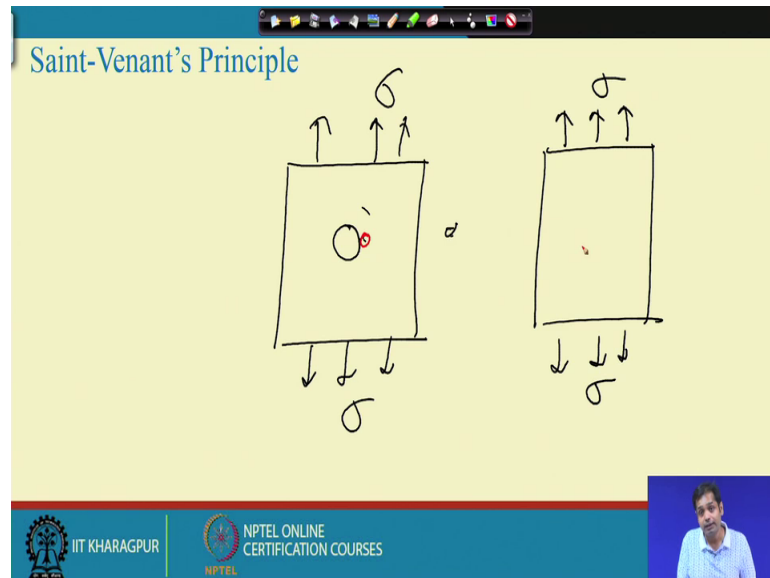 Saint-Venant's Principle
σ
σ
σ
σ
IIT KHARAGPUR
NPTEL
NPTEL ONLINE
CERTIFICATION COURSES